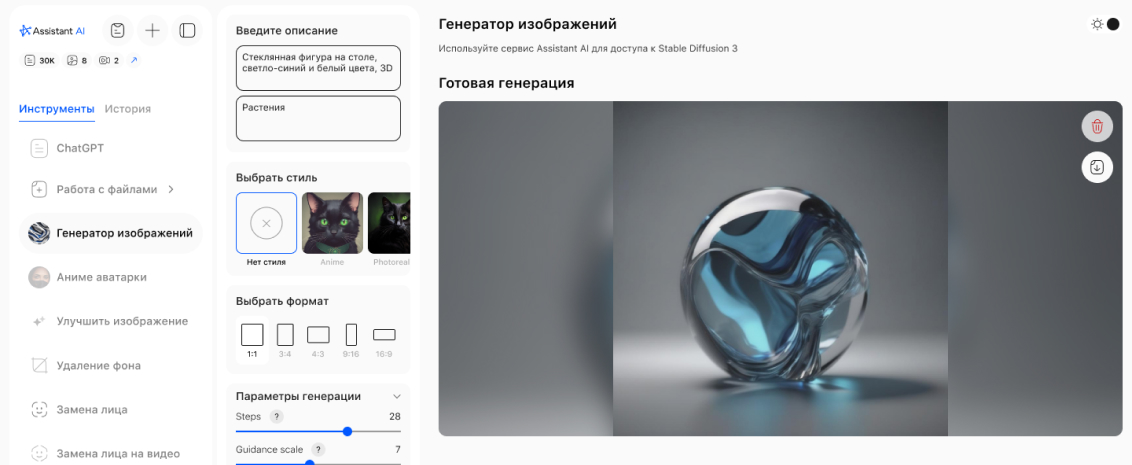 Assistant AI
30K
8
2
Инструменты
История
ChatGPT
Работа с файлами
Генератор изображений
Аниме аватарки
Улучшить изображение
Удаление фона
Замена лица
Замена лица на видео
Введите описание
Стеклянная фигура на столе,
светло-синий и белый цвета, 3D
Растения
Выбрать стиль
Нет стиля
Anime
Photoreal
Выбрать формат
1:1
3:4
4:3
9:16
16:9
Параметры генерации
Steps ? 28
Guidance scale ? 7
Генератор изображений
Используйте сервис Assistant AI для доступа к Stable Diffusion 3
Готовая генерация